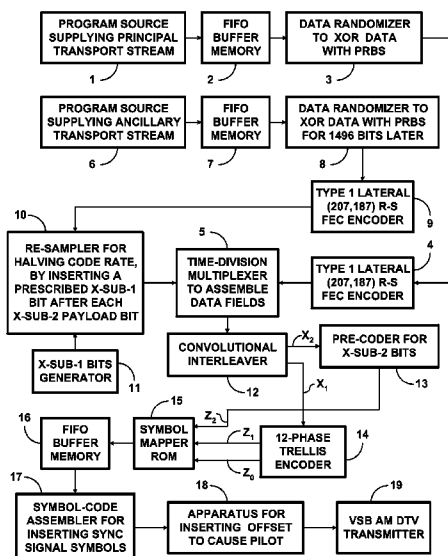 PROGRAM SOURCE
SUPPLYING PRINCIPAL
TRANSPORT STREAM
1
FIFO
BUFFER
MEMORY
2
DATA RANDOMIZER
TO XOR DATA
WITH PRBS
3
PROGRAM SOURCE
SUPPLYING ANCILLARY
TRANSPORT STREAM
6
FIFO
BUFFER
MEMORY
7
DATA RANDOMIZER TO
XOR DATA WITH PRBS
FOR 1496 BITS LATER
8
TYPE 1 LATERAL
(207,187) R-S
FEC ENCODER
9
10
RE-SAMPLER FOR
HALVING CODE RATE,
BY INSERTING A
PRESCRIBED X-SUB-1
BIT AFTER EACH
X-SUB-2 PAYLOAD BIT
5
TIME-DIVISION
MULTIPLEXER
TO ASSEMBLE
DATA FIELDS
4
TYPE 1 LATERAL
(207,187) R-S
FEC ENCODER
X-SUB-1 BITS
GENERATOR
11
CONVOLUTIONAL
INTERLEAVER
12
X2
X1
PRE-CODER FOR
X-SUB-2 BITS
13
16
FIFO
BUFFER
MEMORY
15
SYMBOL
MAPPER
ROM
Z2
Z1
Z0
12-PHASE
TRELLIS
ENCODER
14
17
SYMBOL-CODE
ASSEMBLER FOR
INSERTING SYNC
SIGNAL SYMBOLS
18
APPARATUS FOR
INSERTING OFFSET
TO CAUSE PILOT
19
VSB AM DTV
TRANSMITTER